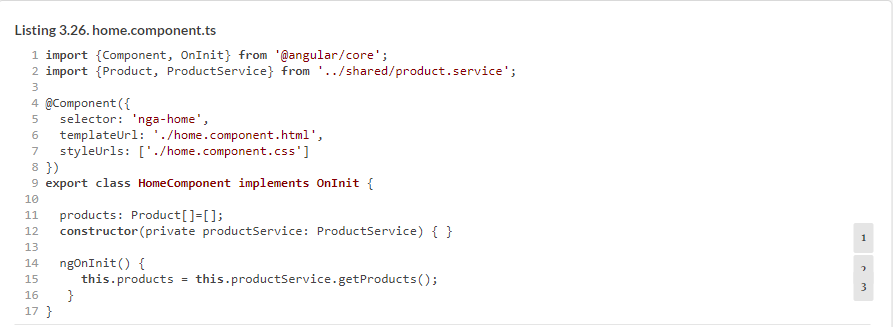 Listing 3.26. home.component.ts
1 import {Component, OnInit} from '@angular/core';
2 import {Product, ProductService} from '../shared/product.service';
3
4 @Component({
5   selector: 'nga-home',
6   templateUrl: './home.component.html',
7   styleUrls: ['./home.component.css']
8 })
9 export class HomeComponent implements OnInit {
10
11   products: Product[]=[];
12   constructor(private productService: ProductService) { }
13
14   ngOnInit() {
15      this.products = this.productService.getProducts();
16    }
17 }
1
2
3